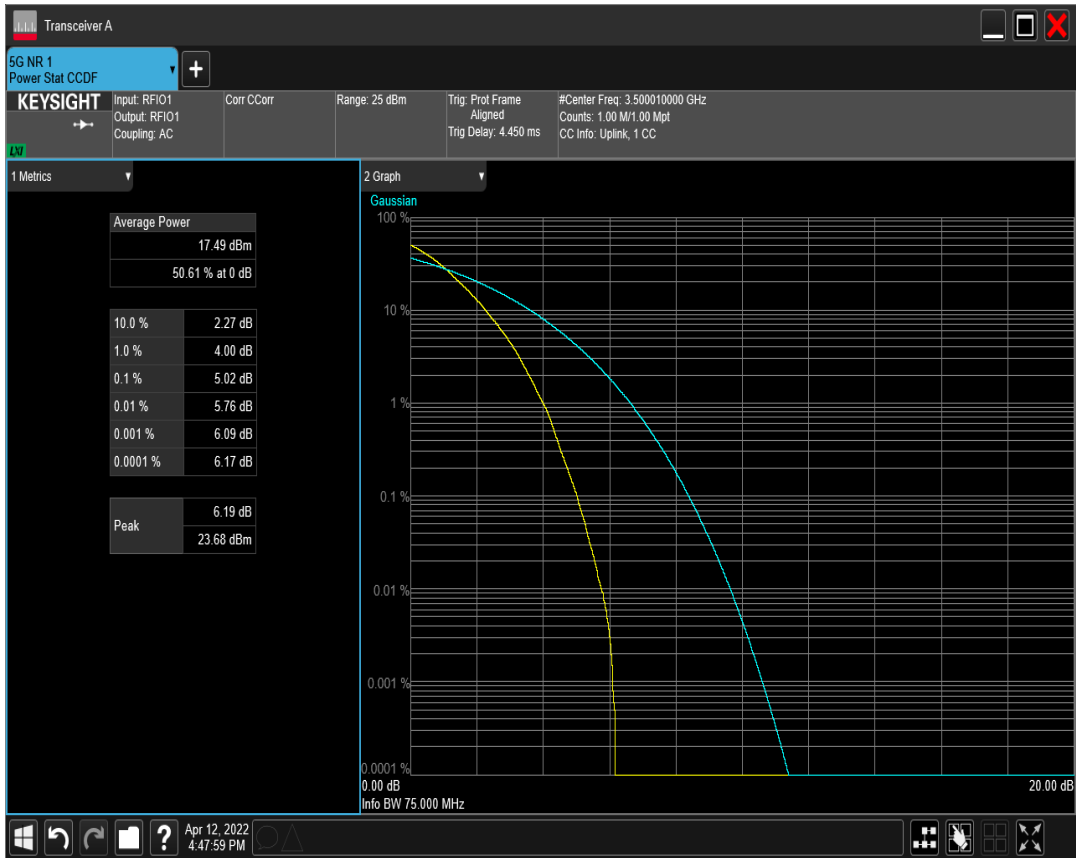 Transceiver A
5G NR 1
Power Stat CCDF
+
KEYSIGHT
LXI
Input: RFIO1
Output: RFIO1
Coupling: AC
Corr CCorr
Range: 25 dBm
Trig: Prot Frame
Aligned
Trig Delay: 4.450 ms
#Center Freq: 3.500010000 GHz
Counts: 1.00 M/1.00 Mpt
CC Info: Uplink, 1 CC
1 Metrics
Average Power
17.49 dBm
50.61 % at 0 dB
10.0 % 2.27 dB
1.0 % 4.00 dB
0.1 % 5.02 dB
0.01 % 5.76 dB
0.001 % 6.09 dB
0.0001 % 6.17 dB
Peak
6.19 dB
23.68 dBm
2 Graph
Gaussian
100 %
10 %
1 %
0.1 %
0.01 %
0.001 %
0.0001 %
0.00 dB 20.00 dB
Info BW 75.000 MHz
?
Apr 12, 2022
4:47:59 PM